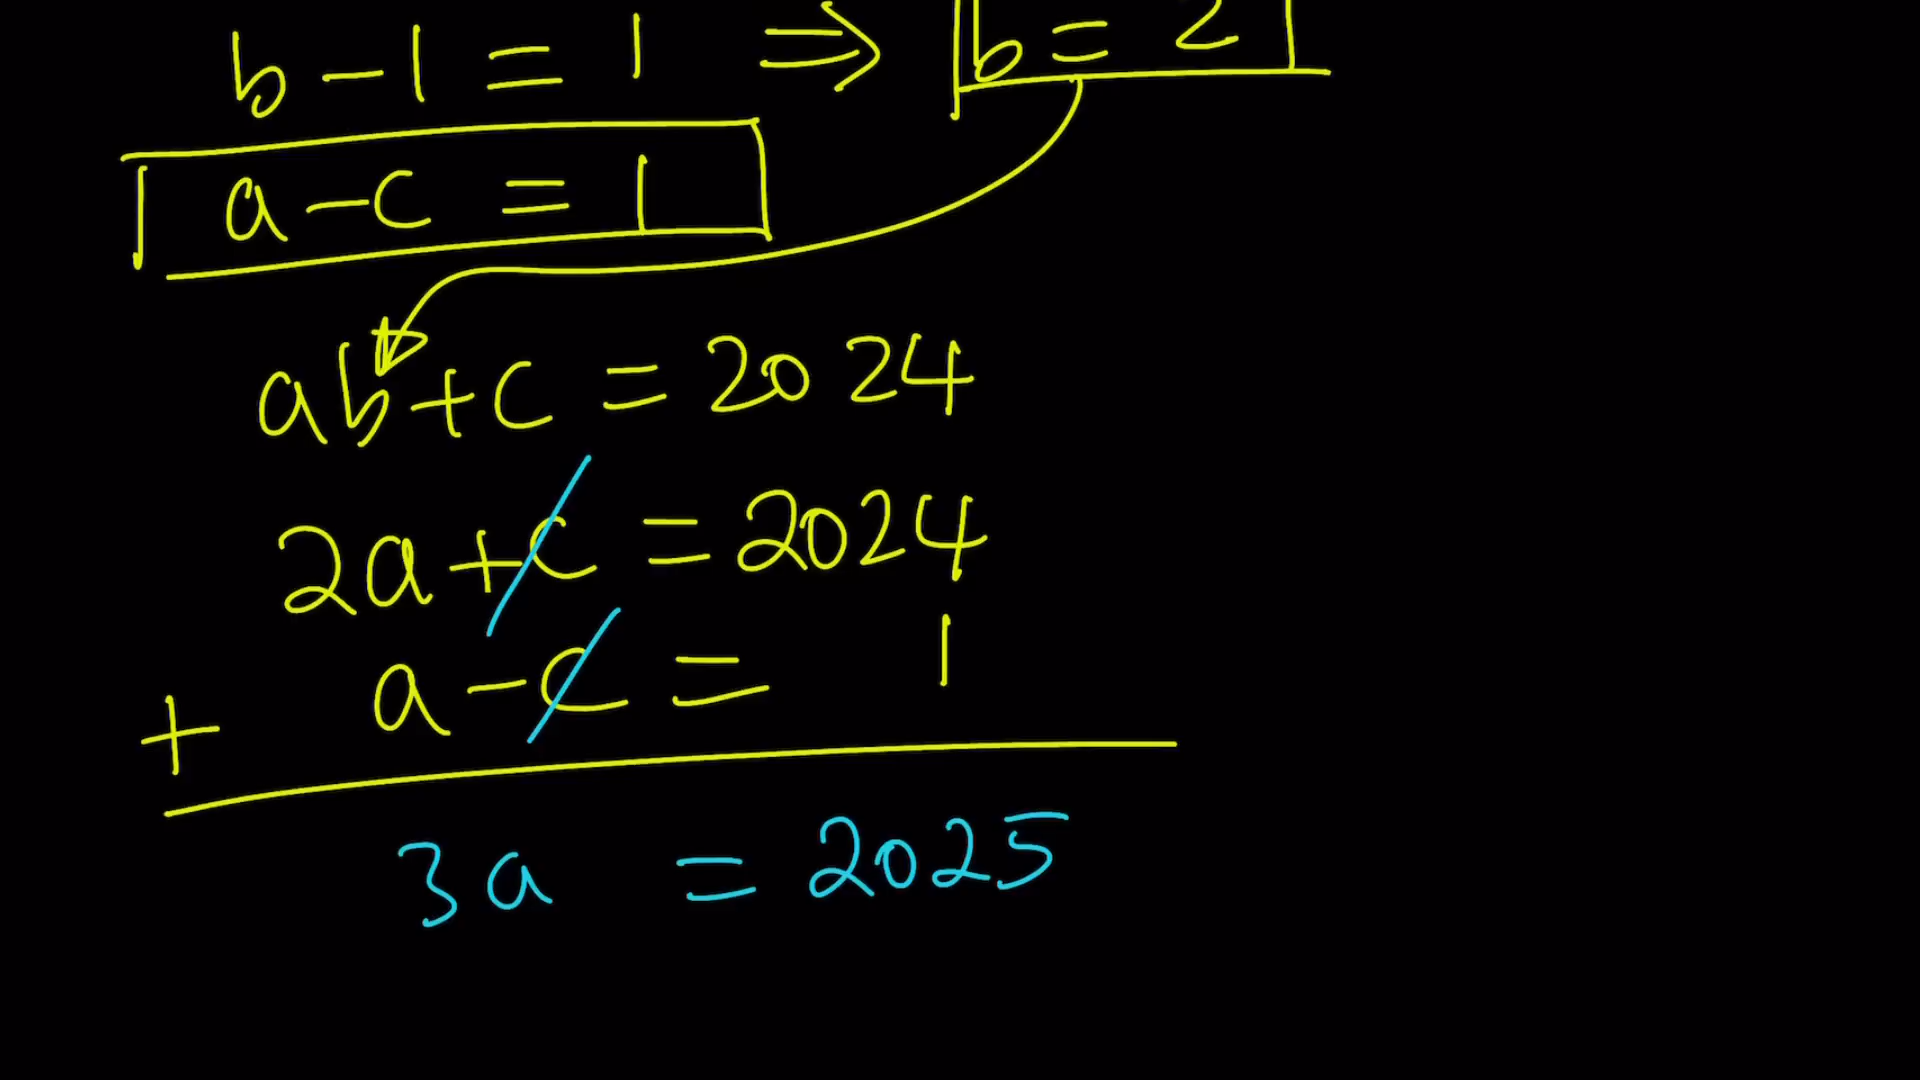 b - 1 = 1 ⇒ b = 2
a - c = 1
ab + c = 2024
2a + c = 2024
+ a - c = 1
3a = 2025